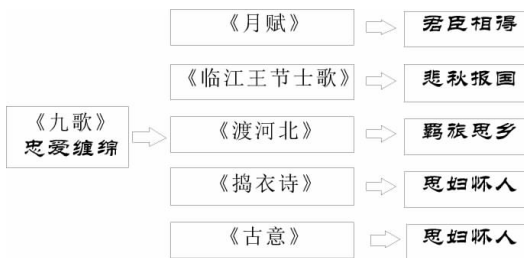 《月赋》
君臣相得
《临江王节士歌》
悲秋报国
《九歌》
忠爱缠绵
《渡河北》
羁旅思乡
《捣衣诗》
思妇怀人
《古意》
思妇怀人